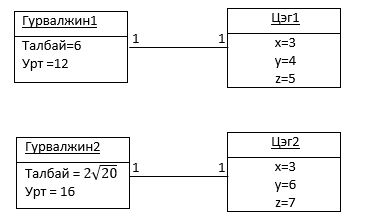 Гурвалжин1
Талбай=6
Урт =12
1 1
Цэг1
x=3
y=4
z=5
Гурвалжин2
Талбай = 2√20
Урт = 16
1 1
Цэг2
x=3
y=6
z=7